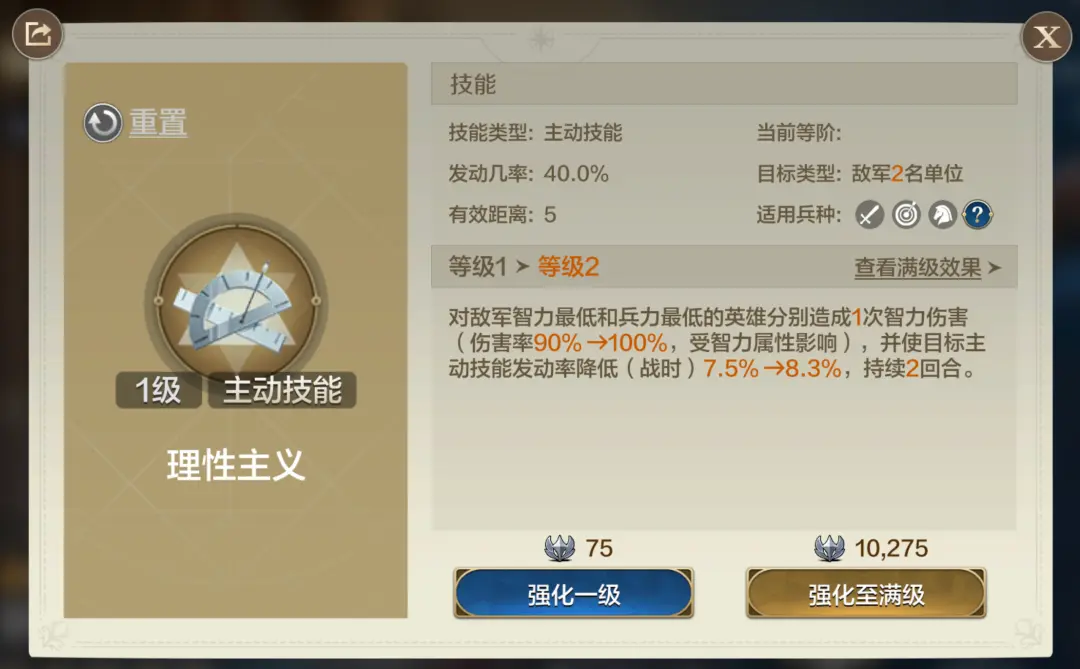 重置
1级 主动技能
理性主义
技能
技能类型: 主动技能 当前等阶:
发动几率: 40.0% 目标类型: 敌军2名单位
有效距离: 5 适用兵种: ?
等级1 ➤ 等级2 查看满级效果 ➤
对敌军智力最低和兵力最低的英雄分别造成1次智力伤害
（伤害率90%→100%，受智力属性影响），并使目标主
动技能发动率降低（战时）7.5%→8.3%，持续2回合。
75 10,275
强化一级 强化至满级
X